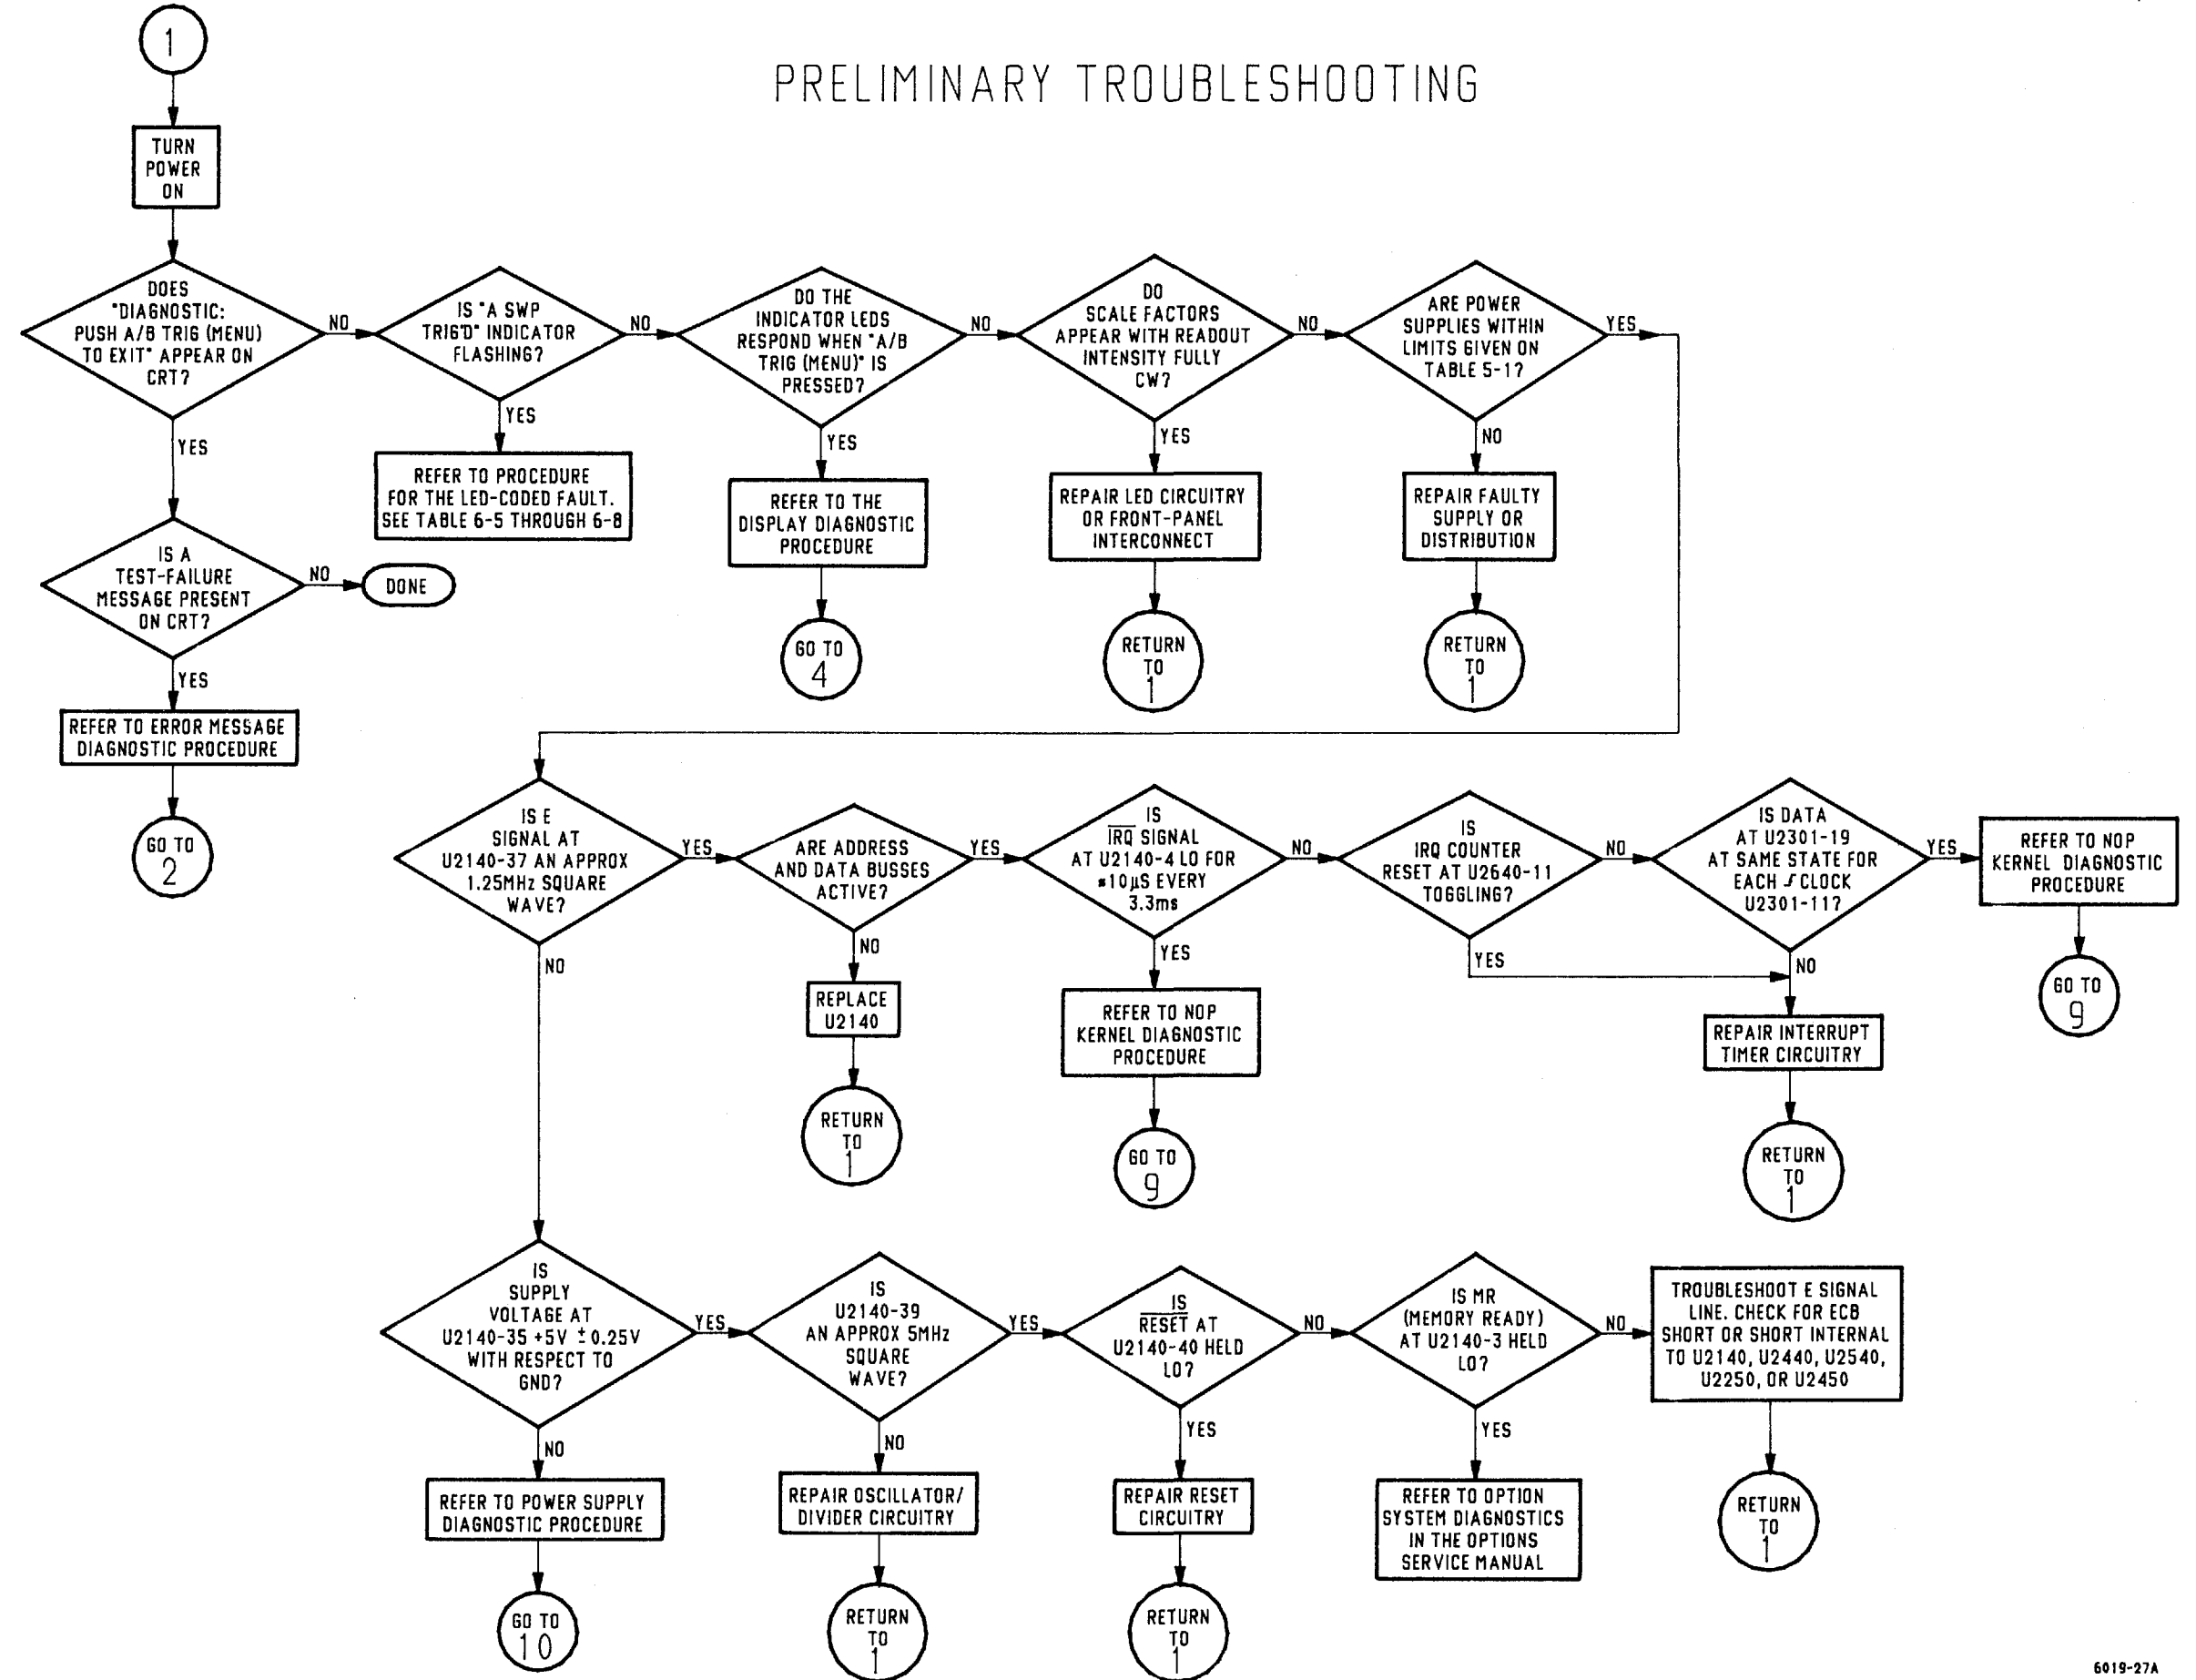 1
PRELIMINARY TROUBLESHOOTING
TURN
POWER
ON
DOES
"DIAGNOSTIC:
PUSH A/B TRIG (MENU)
TO EXIT" APPEAR ON
CRT?
NO
YES
IS "A SWP
TRIG'D" INDICATOR
FLASHING?
NO
YES
REFER TO PROCEDURE
FOR THE LED-CODED FAULT.
SEE TABLE 6-5 THROUGH 6-8
DO THE
INDICATOR LEDS
RESPOND WHEN "A/B
TRIG (MENU)" IS
PRESSED?
NO
YES
REFER TO THE
DISPLAY DIAGNOSTIC
PROCEDURE
GO TO
4
DO
SCALE FACTORS
APPEAR WITH READOUT
INTENSITY FULLY
CW?
NO
YES
REPAIR LED CIRCUITRY
OR FRONT-PANEL
INTERCONNECT
RETURN
TO
1
ARE POWER
SUPPLIES WITHIN
LIMITS GIVEN ON
TABLE 5-1?
YES
NO
REPAIR FAULTY
SUPPLY OR
DISTRIBUTION
RETURN
TO
1
IS A
TEST-FAILURE
MESSAGE PRESENT
ON CRT?
NO
DONE
YES
REFER TO ERROR MESSAGE
DIAGNOSTIC PROCEDURE
GO TO
2
IS E
SIGNAL AT
U2140-37 AN APPROX
1.25MHz SQUARE
WAVE?
YES
NO
ARE ADDRESS
AND DATA BUSSES
ACTIVE?
YES
NO
REPLACE
U2140
RETURN
TO
1
IS
IRQ SIGNAL
AT U2140-4 LO FOR
≈10µS EVERY
3.3ms
NO
YES
REFER TO NOP
KERNEL DIAGNOSTIC
PROCEDURE
GO TO
9
IS
IRQ COUNTER
RESET AT U2640-11
TOGGLING?
NO
YES
IS DATA
AT U2301-19
AT SAME STATE FOR
EACH CLOCK
U2301-11?
YES
NO
REPAIR INTERRUPT
TIMER CIRCUITRY
RETURN
TO
1
REFER TO NOP
KERNEL DIAGNOSTIC
PROCEDURE
GO TO
9
IS
SUPPLY
VOLTAGE AT
U2140-35 +5V ±0.25V
WITH RESPECT TO
GND?
YES
NO
REFER TO POWER SUPPLY
DIAGNOSTIC PROCEDURE
GO TO
10
IS
U2140-39
AN APPROX 5MHz
SQUARE
WAVE?
YES
NO
REPAIR OSCILLATOR/
DIVIDER CIRCUITRY
RETURN
TO
1
IS
RESET AT
U2140-40 HELD
LO?
NO
YES
REPAIR RESET
CIRCUITRY
RETURN
TO
1
IS MR
(MEMORY READY)
AT U2140-3 HELD
LO?
NO
YES
REFER TO OPTION
SYSTEM DIAGNOSTICS
IN THE OPTIONS
SERVICE MANUAL
TROUBLESHOOT E SIGNAL
LINE. CHECK FOR ECB
SHORT OR SHORT INTERNAL
TO U2140, U2440, U2540,
U2250, OR U2450
RETURN
TO
1
6019-27A